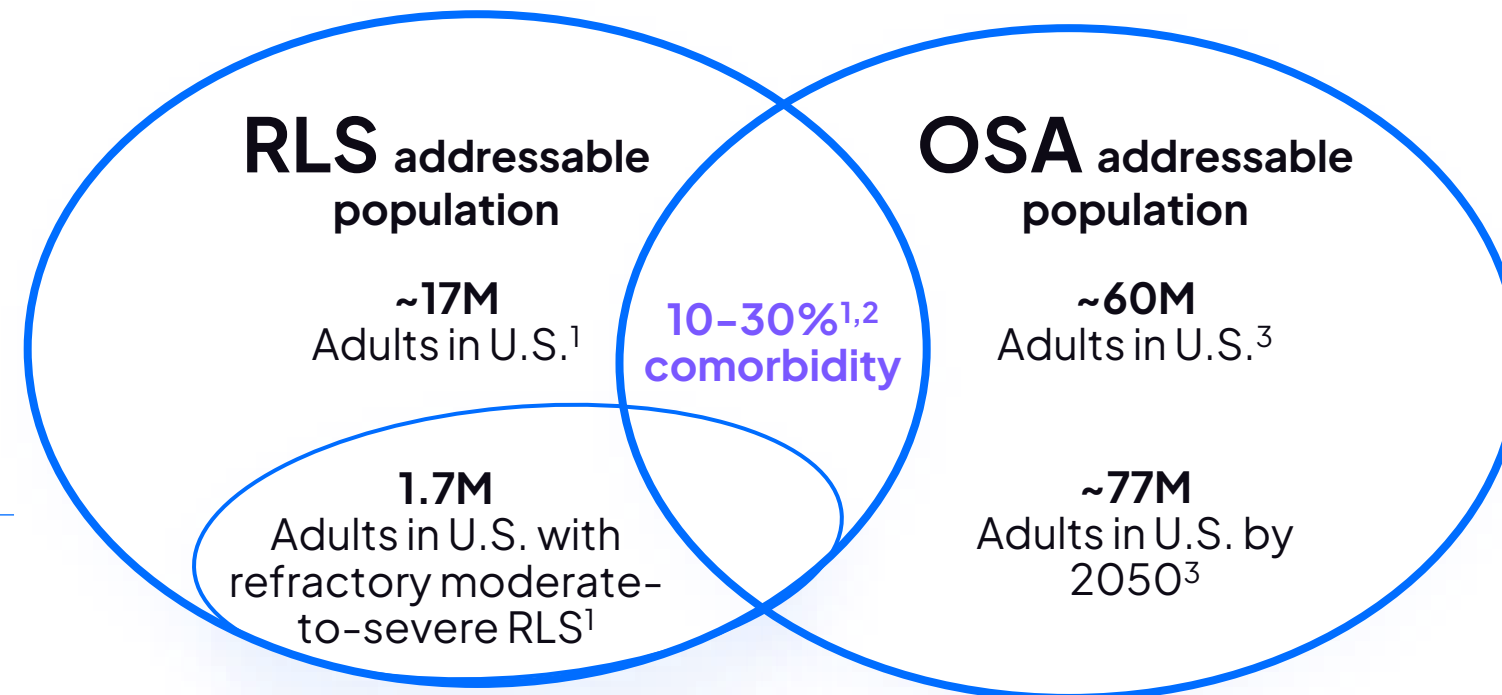 RLS addressable
population
~17M
Adults in U.S.¹
1.7M
Adults in U.S. with
refractory moderate-
to-severe RLS¹
10-30%¹,²
comorbidity
OSA addressable
population
~60M
Adults in U.S.³
~77M
Adults in U.S. by
2050³